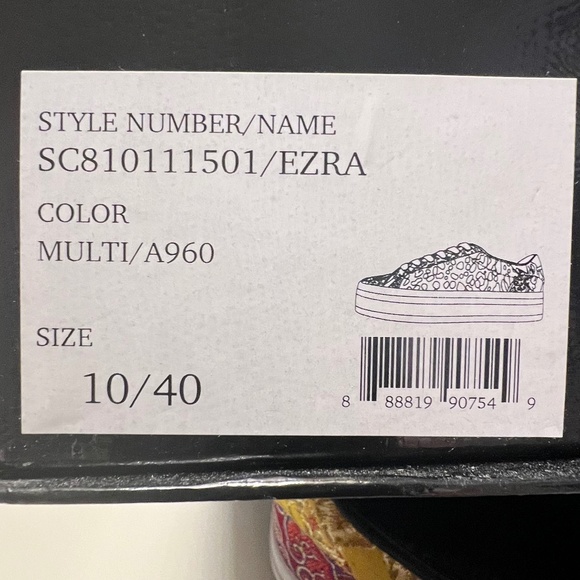 STYLE NUMBER/NAME
SC810111501/EZRA
COLOR
MULTI/A960
SIZE
10/40
8 88819 90754 9